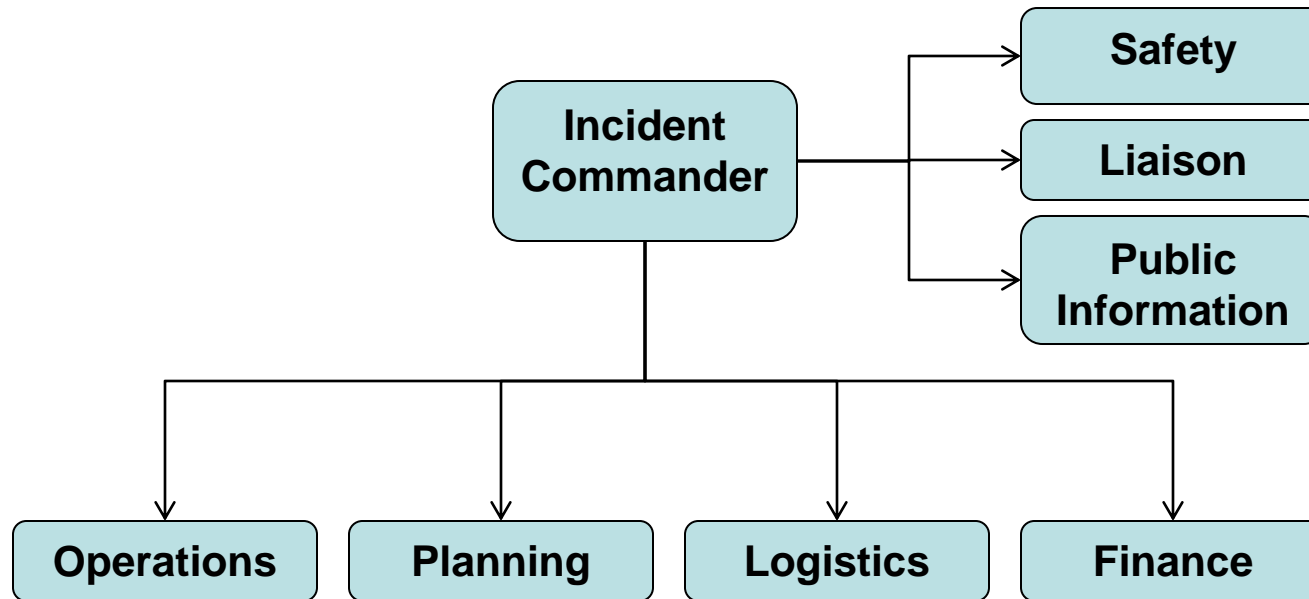 Safety
Incident
Commander
Liaison
Public
Information
Operations
Planning
Logistics
Finance